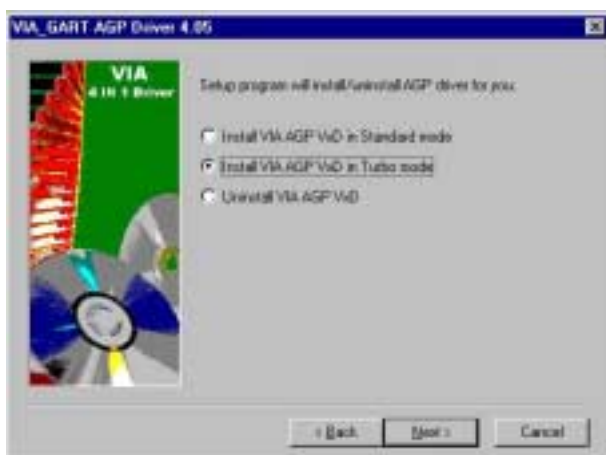 VIA_GART AGP Driver 4.05
VIA
4 IN 1 Driver
Setup program will install/uninstall AGP driver for you:
Install VIA AGP VxD in Standard mode
Install VIA AGP VxD in Turbo mode
Uninstall VIA AGP VxD
< Back
Next >
Cancel